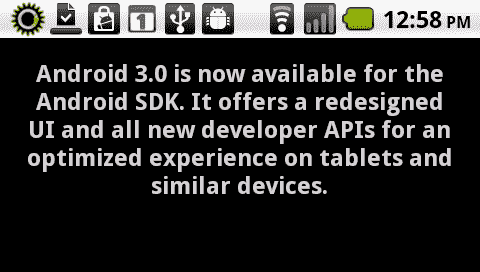 1 12:58 PM
Android 3.0 is now available for the
Android SDK. It offers a redesigned
UI and all new developer APIs for an
optimized experience on tablets and
similar devices.